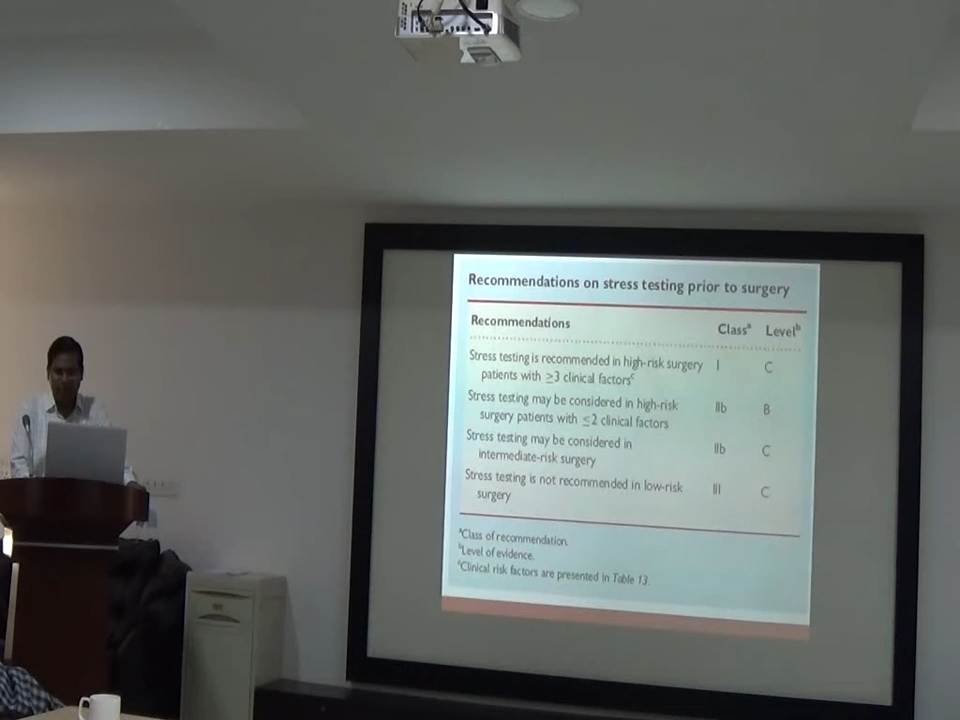 Recommendations on stress testing prior to surgery
Recommendations Classᵃ Levelᵇ
Stress testing is recommended in high-risk surgery I C
patients with ≥3 clinical factorsᶜ
Stress testing may be considered in high-risk IIb B
surgery patients with ≤2 clinical factors
Stress testing may be considered in IIb C
intermediate-risk surgery
Stress testing is not recommended in low-risk III C
surgery
ᵃClass of recommendation.
ᵇLevel of evidence.
ᶜClinical risk factors are presented in Table 13.